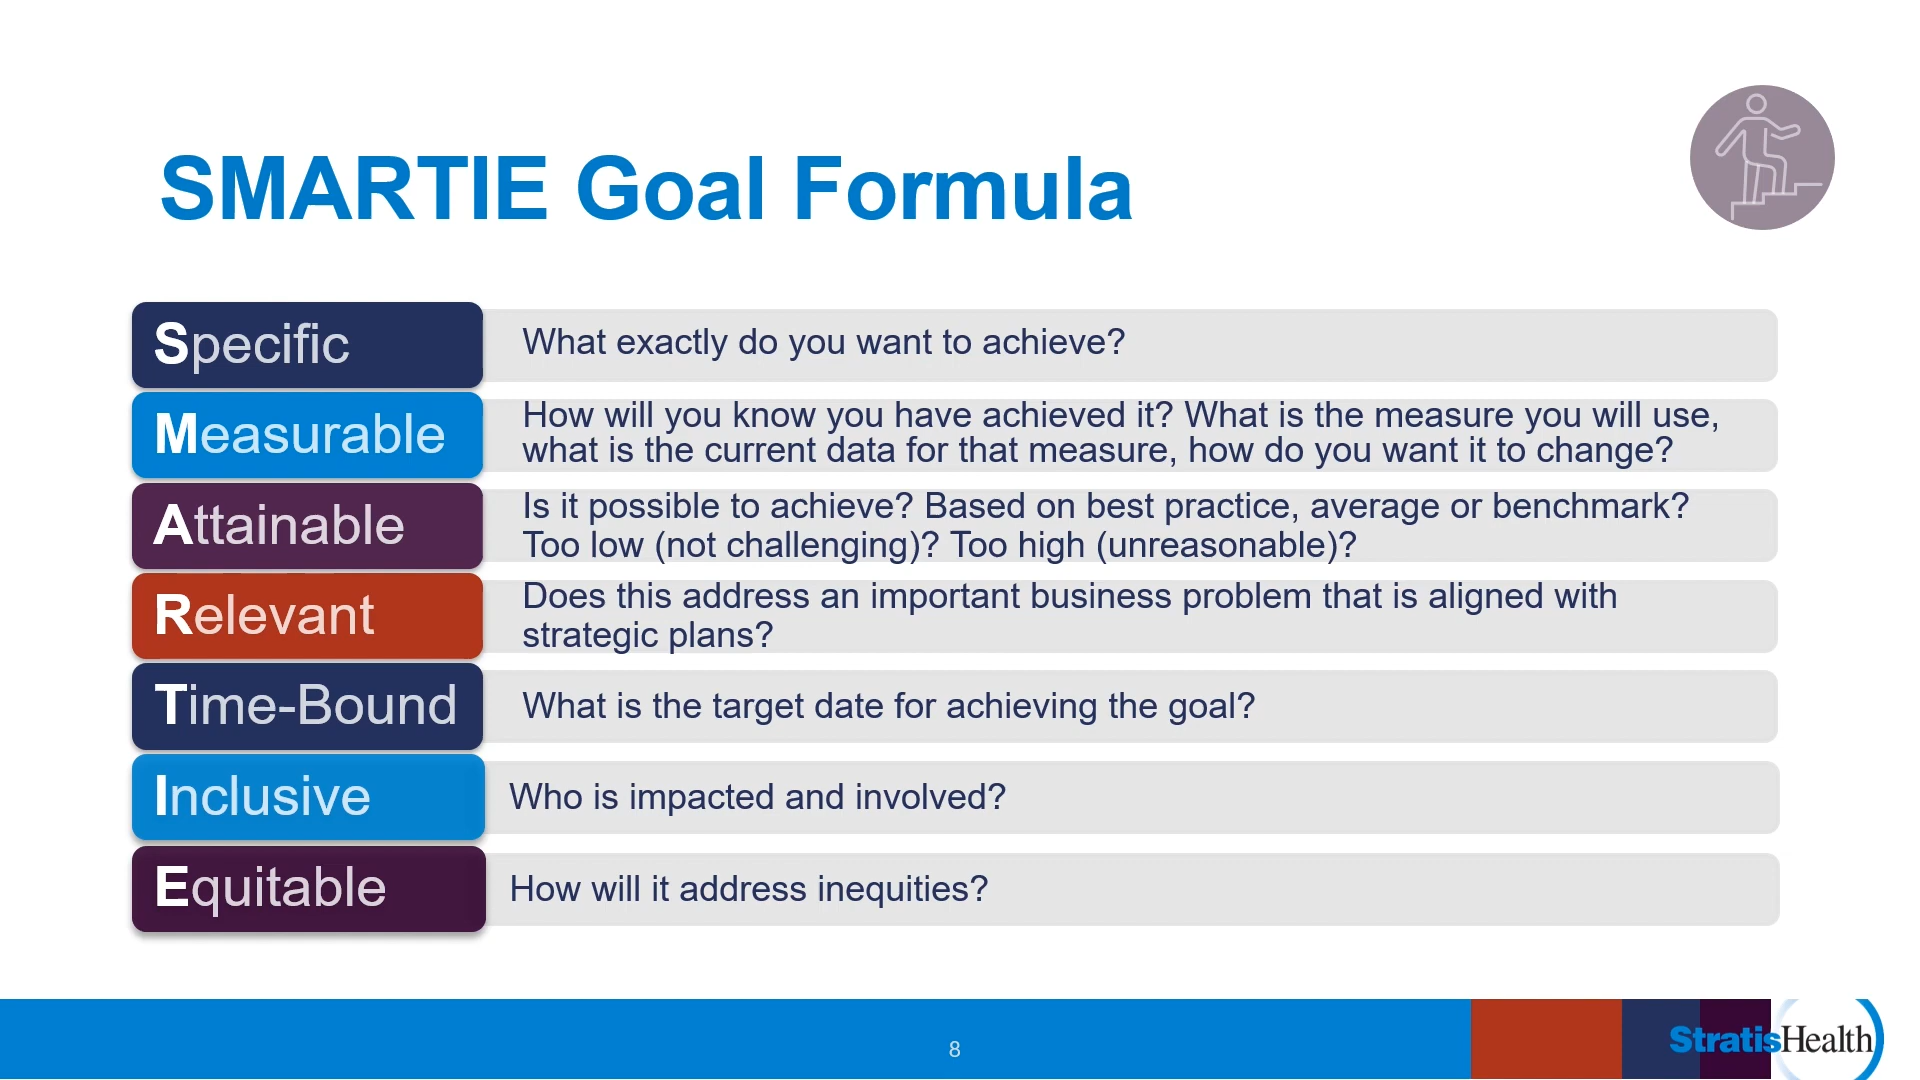 SMARTIE Goal Formula
Specific
What exactly do you want to achieve?
Measurable
How will you know you have achieved it? What is the measure you will use,
what is the current data for that measure, how do you want it to change?
Attainable
Is it possible to achieve? Based on best practice, average or benchmark?
Too low (not challenging)? Too high (unreasonable)?
Relevant
Does this address an important business problem that is aligned with
strategic plans?
Time-Bound
What is the target date for achieving the goal?
Inclusive
Who is impacted and involved?
Equitable
How will it address inequities?
8
StratisHealth